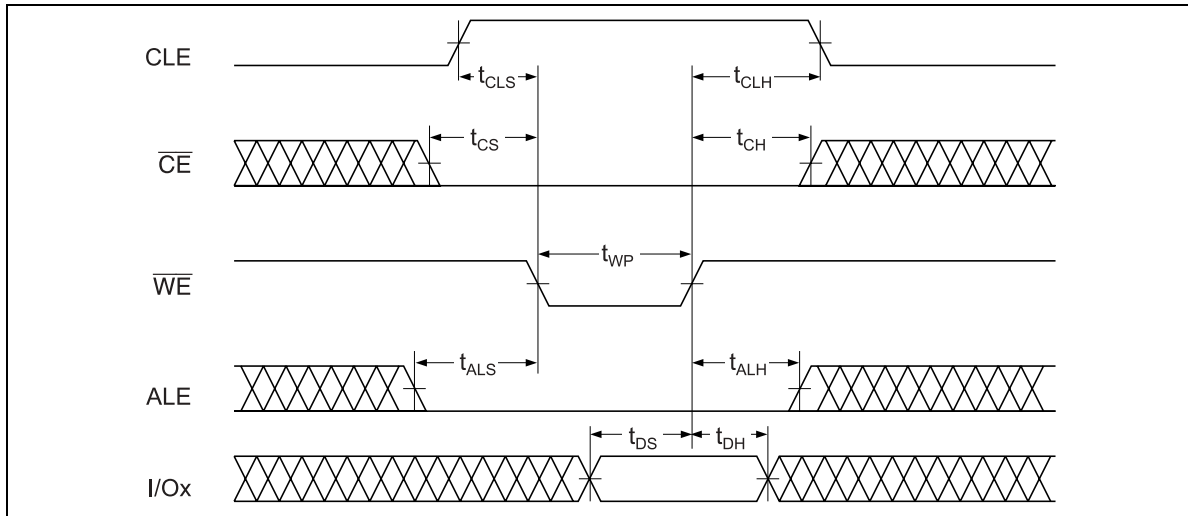 CLE
tCLS
tCLH
CE
tCS
tCH
WE
tWP
ALE
tALS
tALH
I/Ox
tDS
tDH